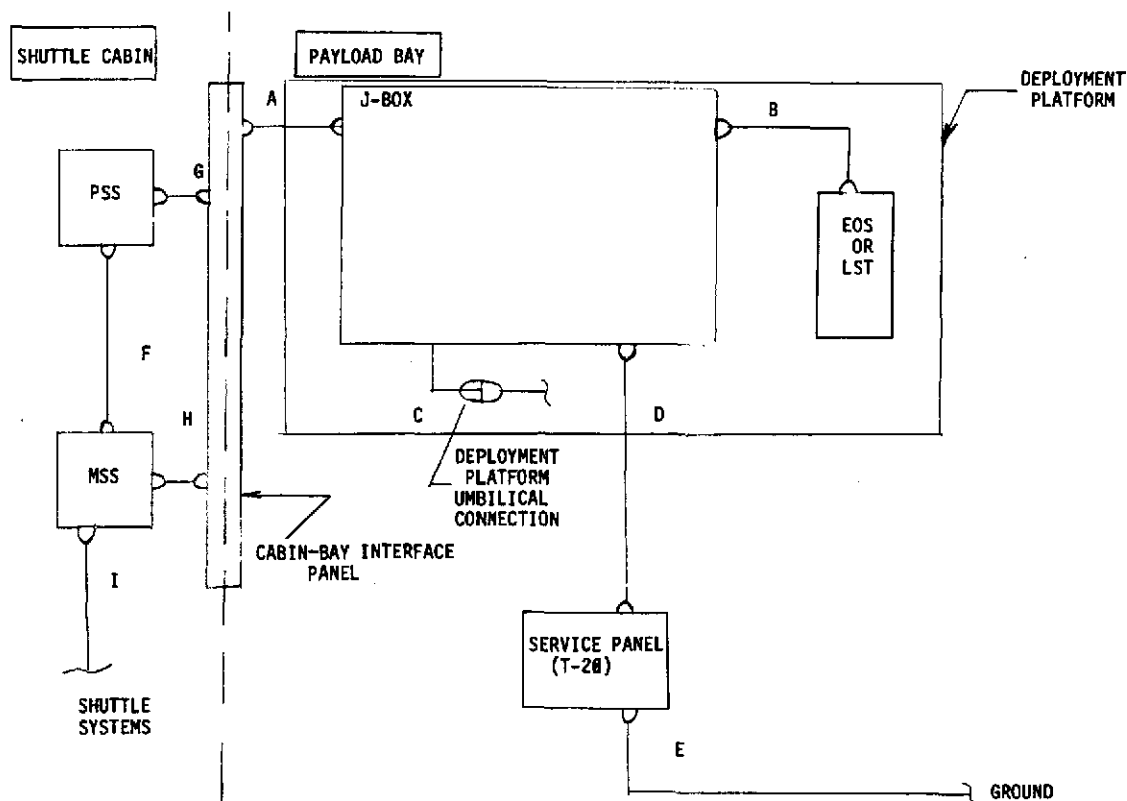 SHUTTLE CABIN
PAYLOAD BAY
DEPLOYMENT
PLATFORM
A
J-BOX
B
G
PSS
EOS
OR
LST
F
H
C
D
MSS
DEPLOYMENT
PLATFORM
UMBILICAL
CONNECTION
CABIN-BAY INTERFACE
PANEL
I
SERVICE PANEL
(T-20)
SHUTTLE
SYSTEMS
E
GROUND